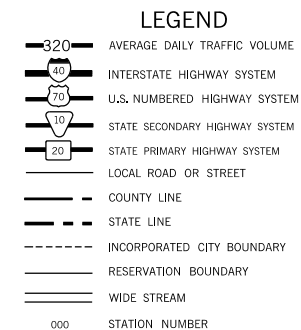 LEGEND
320 AVERAGE DAILY TRAFFIC VOLUME
40 INTERSTATE HIGHWAY SYSTEM
70 U.S. NUMBERED HIGHWAY SYSTEM
10 STATE SECONDARY HIGHWAY SYSTEM
20 STATE PRIMARY HIGHWAY SYSTEM
LOCAL ROAD OR STREET
COUNTY LINE
STATE LINE
INCORPORATED CITY BOUNDARY
RESERVATION BOUNDARY
WIDE STREAM
000 STATION NUMBER